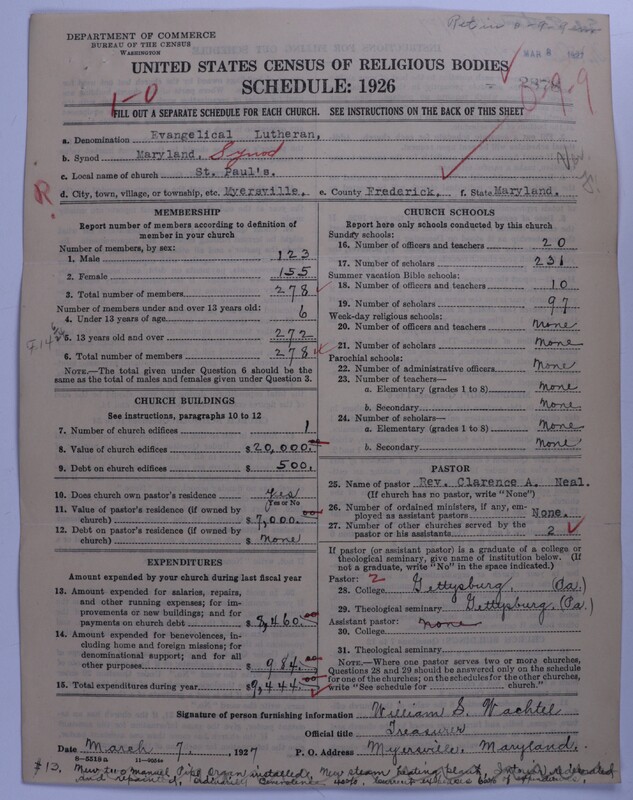 Ret in
DEPARTMENT OF COMMERCE
BUREAU OF THE CENSUS
WASHINGTON
MAR 8 1927
UNITED STATES CENSUS OF RELIGIOUS BODIES
SCHEDULE: 1926
1-0
9-9
FILL OUT A SEPARATE SCHEDULE FOR EACH CHURCH. SEE INSTRUCTIONS ON THE BACK OF THIS SHEET
a. Denomination Evangelical Lutheran,
b. Synod Maryland, Synod
c. Local name of church St. Paul's.
d. City, town, village, or township, etc. Myersville, e. County Frederick, f. State Maryland.
R.
MEMBERSHIP
Report number of members according to definition of member in your church
Number of members, by sex:
1. Male 123
2. Female 155
3. Total number of members 278
Number of members under and over 13 years old:
4. Under 13 years of age 6
5. 13 years old and over 272
6. Total number of members 278
NOTE.—The total given under Question 6 should be the same as the total of males and females given under Question 3.
CHURCH BUILDINGS
See instructions, paragraphs 10 to 12
7. Number of church edifices 1
8. Value of church edifices $20,000.
9. Debt on church edifices $500.
10. Does church own pastor's residence Yes
Yes or No
11. Value of pastor's residence (if owned by church) $7,000.
12. Debt on pastor's residence (if owned by church) $None
EXPENDITURES
Amount expended by your church during last fiscal year
13. Amount expended for salaries, repairs, and other running expenses; for improvements or new buildings; and for payments on church debt $8,460.
14. Amount expended for benevolences, including home and foreign missions; for denominational support; and for all other purposes $984.
15. Total expenditures during year $9,444.
CHURCH SCHOOLS
Report here only schools conducted by this church
Sunday schools:
16. Number of officers and teachers 20
17. Number of scholars 231
Summer vacation Bible schools:
18. Number of officers and teachers 10
19. Number of scholars 97
Week-day religious schools:
20. Number of officers and teachers None
21. Number of scholars None
Parochial schools:
22. Number of administrative officers None
23. Number of teachers—
a. Elementary (grades 1 to 8) None
b. Secondary None
24. Number of scholars—
a. Elementary (grades 1 to 8) None
b. Secondary None
PASTOR
25. Name of pastor Rev. Clarence A. Neal.
(If church has no pastor, write "None")
26. Number of ordained ministers, if any, employed as assistant pastors None.
27. Number of other churches served by the pastor or his assistants 2
If pastor (or assistant pastor) is a graduate of a college or theological seminary, give name of institution below. (If not a graduate, write "No" in the space indicated.)
Pastor: 2
28. College Gettysburg, (Pa.)
29. Theological seminary Gettysburg, (Pa.)
Assistant pastor: none
30. College
31. Theological seminary
NOTE.—Where one pastor serves two or more churches, Questions 28 and 29 should be answered only on the schedule for one of the churches; on the schedules for the other churches, write "See schedule for church."
Signature of person furnishing information William S. Wachtel
Official title Treasurer
Date March 7, 1927 P. O. Address Myersville, Maryland.
8-5519 a
#13. New two manual Pipe organ installed, New steam heating plant,
and repainted,